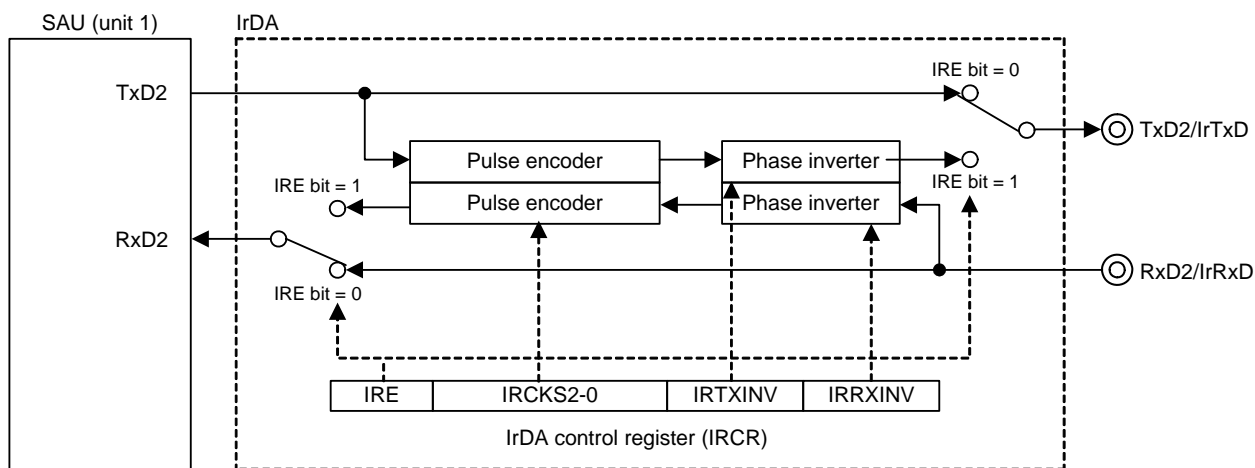 SAU (unit 1)
IrDA
IRE bit = 0
TxD2
TxD2/IrTxD
Pulse encoder
Phase inverter
IRE bit = 1
IRE bit = 1
Pulse encoder
Phase inverter
RxD2
RxD2/IrRxD
IRE bit = 0
IRE
IRCKS2-0
IRTXINV
IRRXINV
IrDA control register (IRCR)